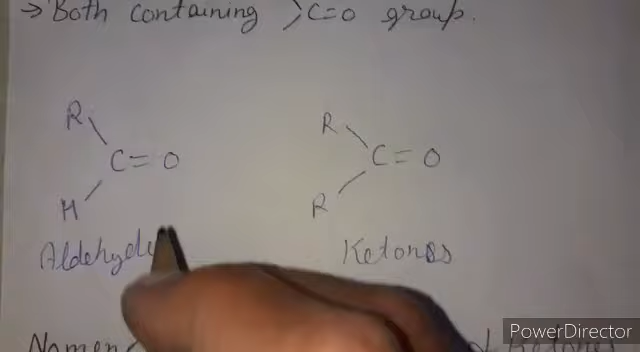 → Both containing >C=O group.
R
R
C=O
C=O
H
R
Ketones
PowerDirector